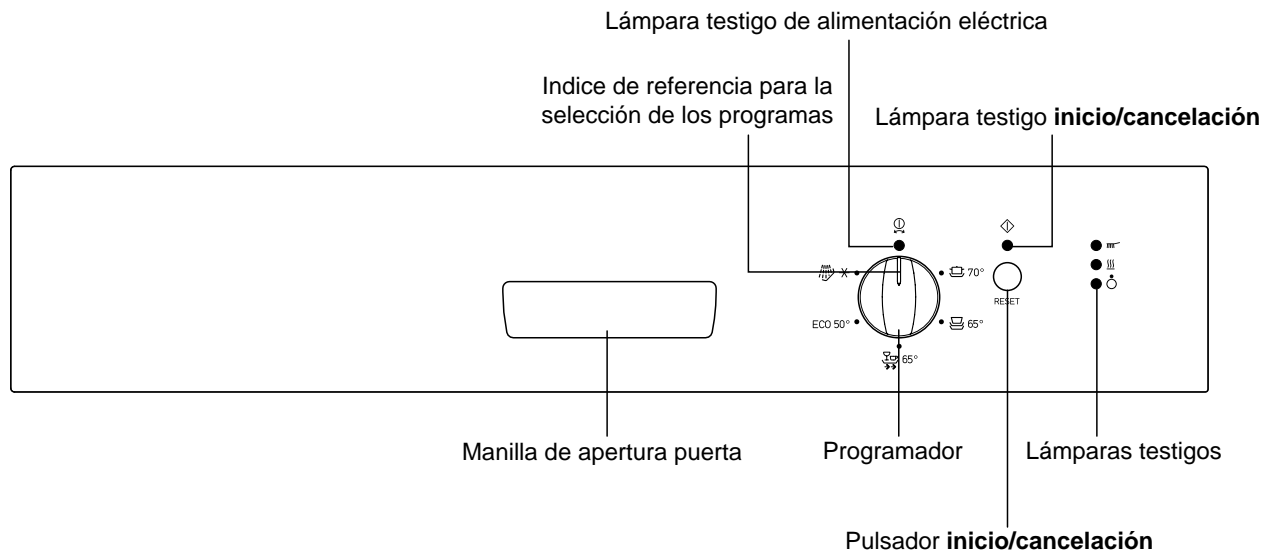 Lámpara testigo de alimentación eléctrica
Indice de referencia para la
selección de los programas
Lámpara testigo inicio/cancelación
70°
RESET
ECO 50°
65°
65°
Manilla de apertura puerta
Programador
Lámparas testigos
Pulsador inicio/cancelación